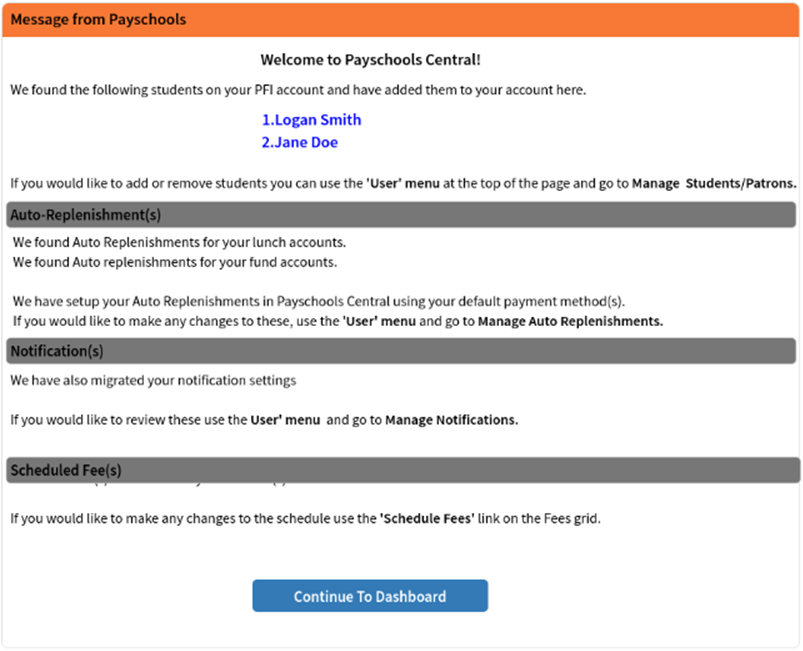 Message from Payschools
Welcome to Payschools Central!
We found the following students on your PFI account and have added them to your account here.
1.Logan Smith
2.Jane Doe
If you would like to add or remove students you can use the 'User' menu at the top of the page and go to Manage Students/Patrons.
Auto-Replenishment(s)
We found Auto Replenishments for your lunch accounts.
We found Auto replenishments for your fund accounts.
We have setup your Auto Replenishments in Payschools Central using your default payment method(s).
If you would like to make any changes to these, use the 'User' menu and go to Manage Auto Replenishments.
Notification(s)
We have also migrated your notification settings
If you would like to review these use the User' menu and go to Manage Notifications.
Scheduled Fee(s)
If you would like to make any changes to the schedule use the 'Schedule Fees' link on the Fees grid.
Continue To Dashboard